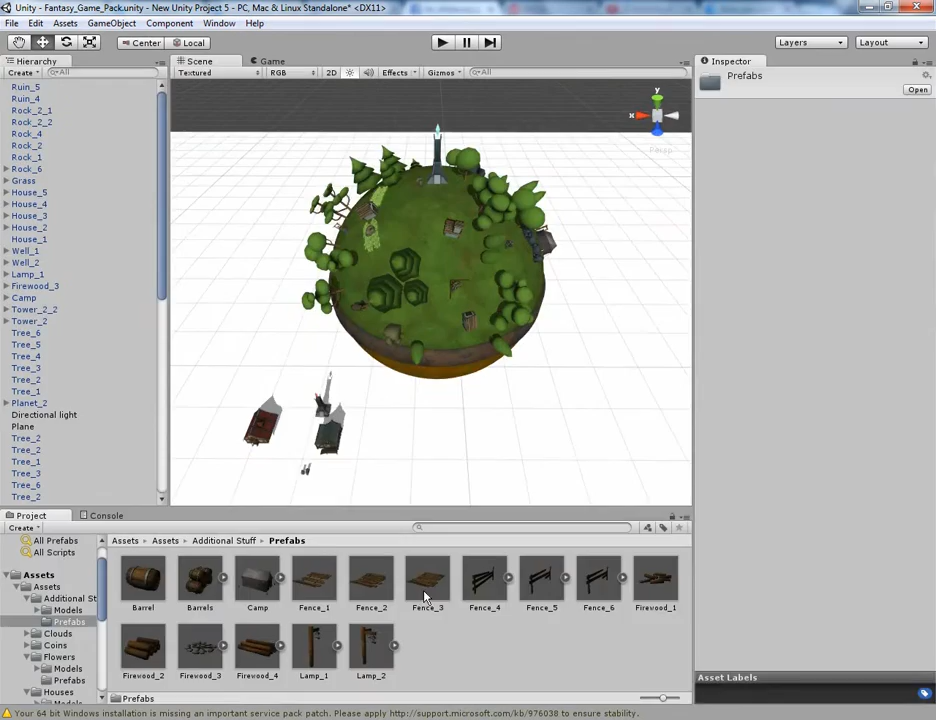 Unity - Fantasy_Game_Pack.unity - New Unity Project 5 - PC, Mac & Linux Standalone* <DX11>
File Edit Assets GameObject Component Window Help
Center Local Layers Layout
Hierarchy Scene Game Inspector
Create All Textured RGB 2D Effects Gizmos All Prefabs
Open
Ruin_5
Ruin_4
Rock_2_1
Rock_2_2
Rock_4
Rock_2
Rock_1
Rock_6
Grass
House_5
House_4
House_3
House_2
House_1
Well_1
Well_2
Lamp_1
Firewood_3
Camp
Tower_2_2
Tower_2
Tree_6
Tree_5
Tree_4
Tree_3
Tree_2
Tree_1
Planet_2
Directional light
Plane
Tree_2
Tree_2
Tree_1
Tree_3
Tree_6
Tree_2
y
x
Persp
Project Console
Create
All Prefabs
All Scripts
Assets
Assets
Additional St
Models
Prefabs
Clouds
Coins
Flowers
Models
Prefabs
Houses
Models
Assets Assets Additional Stuff Prefabs
Barrel Barrels Camp Fence_1 Fence_2 Fence_3 Fence_4 Fence_5 Fence_6 Firewood_1
Firewood_2 Firewood_3 Firewood_4 Lamp_1 Lamp_2
Prefabs
Asset Labels
Your 64 bit Windows installation is missing an important service pack patch. Please apply http://support.microsoft.com/kb/976038 to ensure stability.